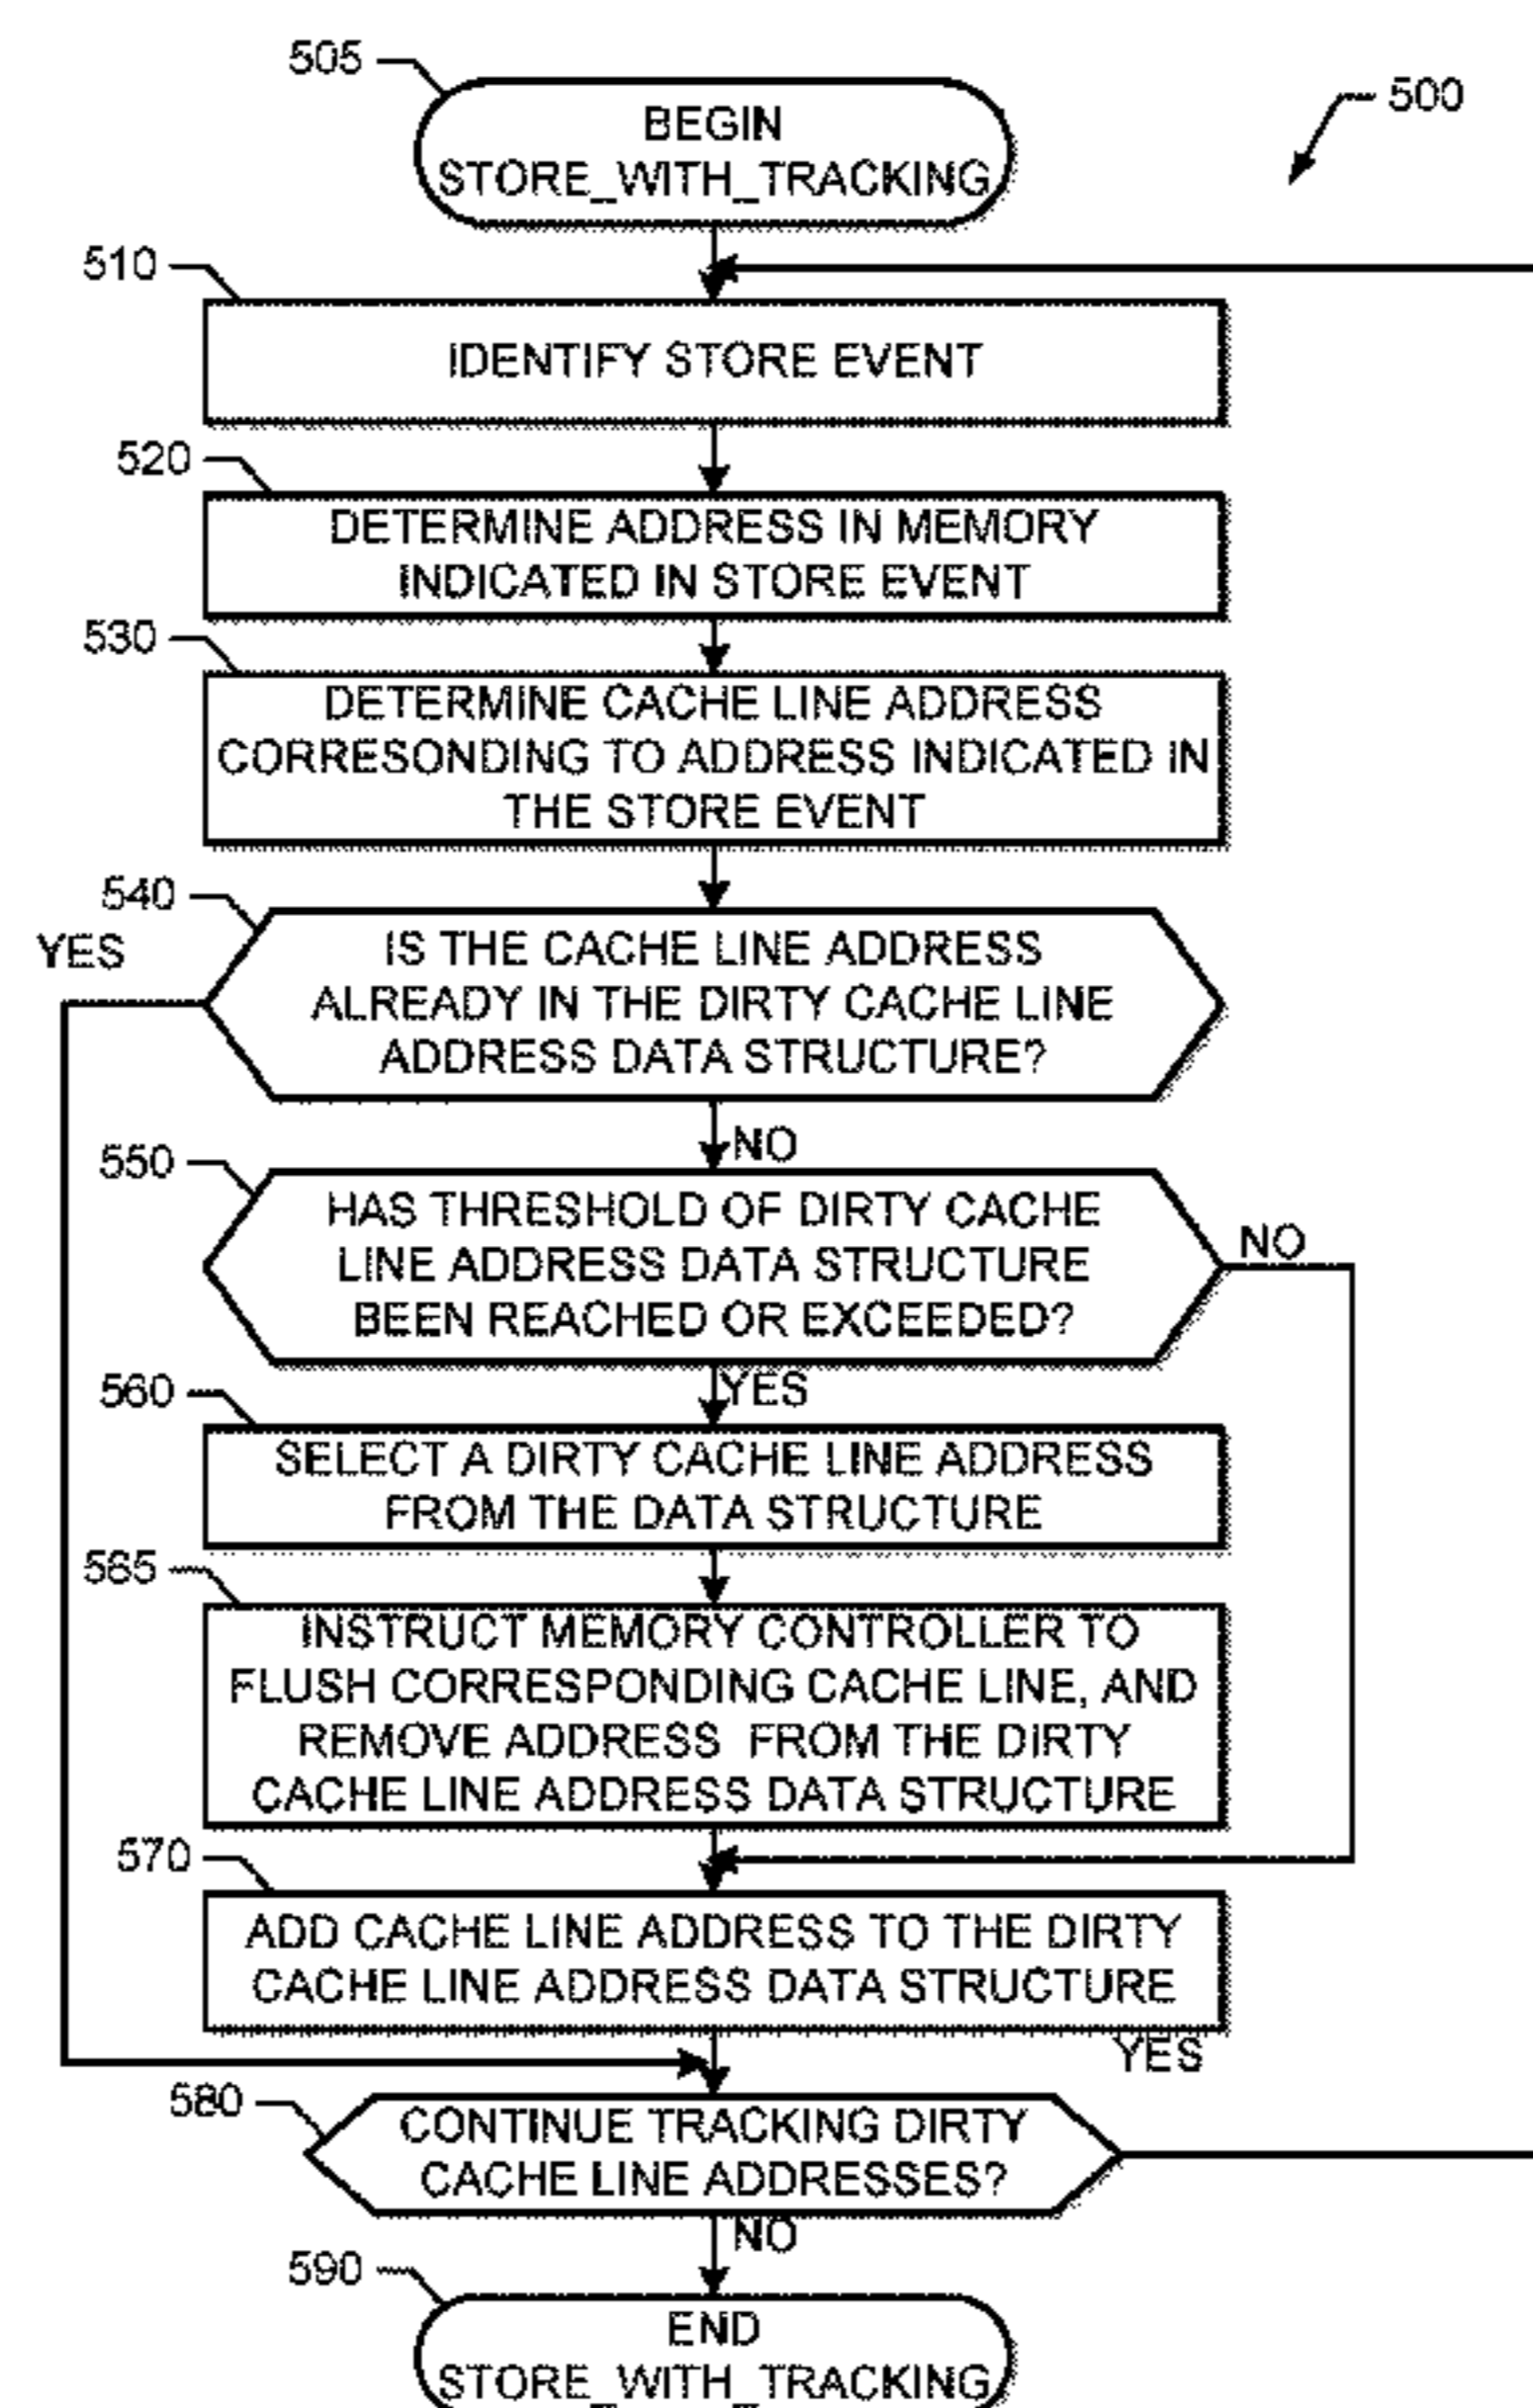 505
BEGIN
STORE_WITH_TRACKING
500
510
IDENTIFY STORE EVENT
520
DETERMINE ADDRESS IN MEMORY
INDICATED IN STORE EVENT
530
DETERMINE CACHE LINE ADDRESS
CORRESONDING TO ADDRESS INDICATED IN
THE STORE EVENT
540
YES
IS THE CACHE LINE ADDRESS
ALREADY IN THE DIRTY CACHE LINE
ADDRESS DATA STRUCTURE?
NO
550
HAS THRESHOLD OF DIRTY CACHE
LINE ADDRESS DATA STRUCTURE
BEEN REACHED OR EXCEEDED?
NO
YES
560
SELECT A DIRTY CACHE LINE ADDRESS
FROM THE DATA STRUCTURE
565
INSTRUCT MEMORY CONTROLLER TO
FLUSH CORRESPONDING CACHE LINE, AND
REMOVE ADDRESS FROM THE DIRTY
CACHE LINE ADDRESS DATA STRUCTURE
570
ADD CACHE LINE ADDRESS TO THE DIRTY
CACHE LINE ADDRESS DATA STRUCTURE
YES
580
CONTINUE TRACKING DIRTY
CACHE LINE ADDRESSES?
NO
590
END
STORE_WITH_TRACKING